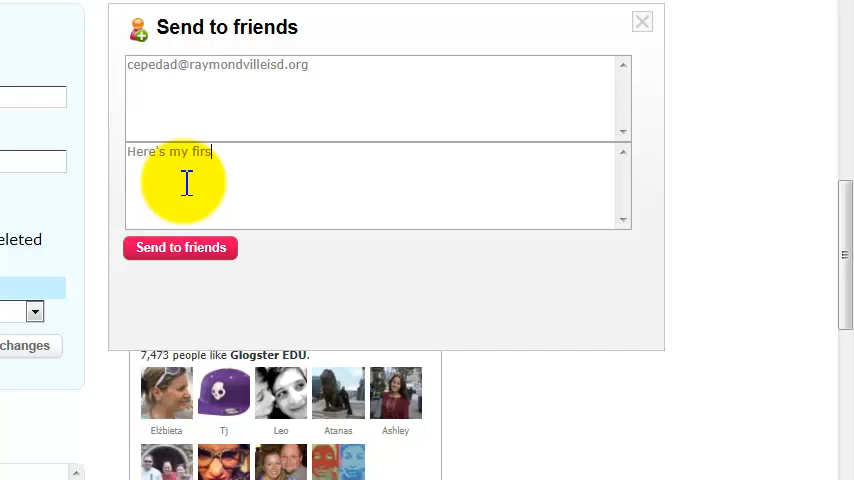 Send to friends
cepedad@raymondvilleisd.org
Here's my firs
Send to friends
eleted
changes
7,473 people like Glogster EDU.
Elżbieta Tj Leo Atanas Ashley